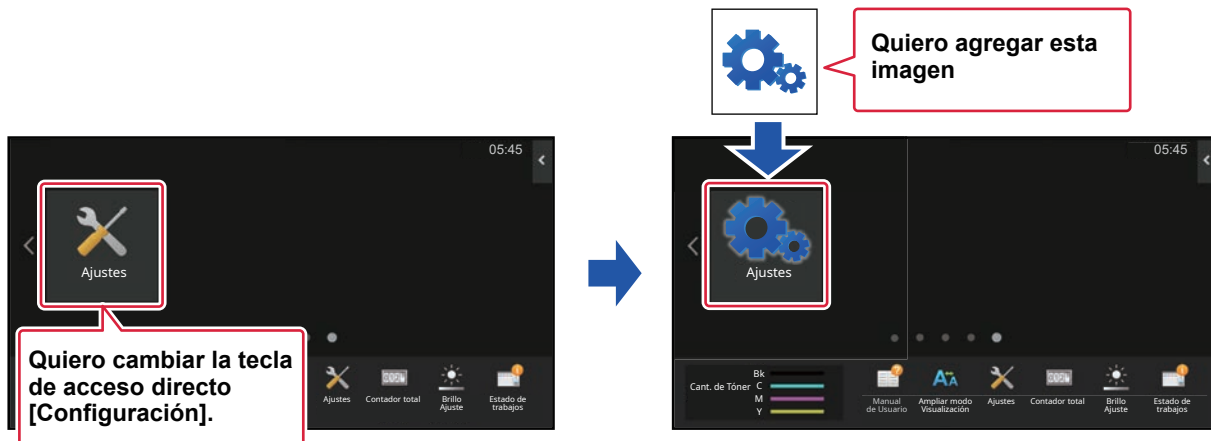 Quiero agregar esta
imagen
05:45
Ajustes
Quiero cambiar la tecla
de acceso directo
[Configuración].
Ajustes
Contador total
Brillo
Ajuste
Estado de
trabajos
05:45
Ajustes
Bk
Cant. de Tóner C
M
Y
Manual
de Usuario
Ampliar modo
Visualización
Ajustes
Contador total
Brillo
Ajuste
Estado de
trabajos